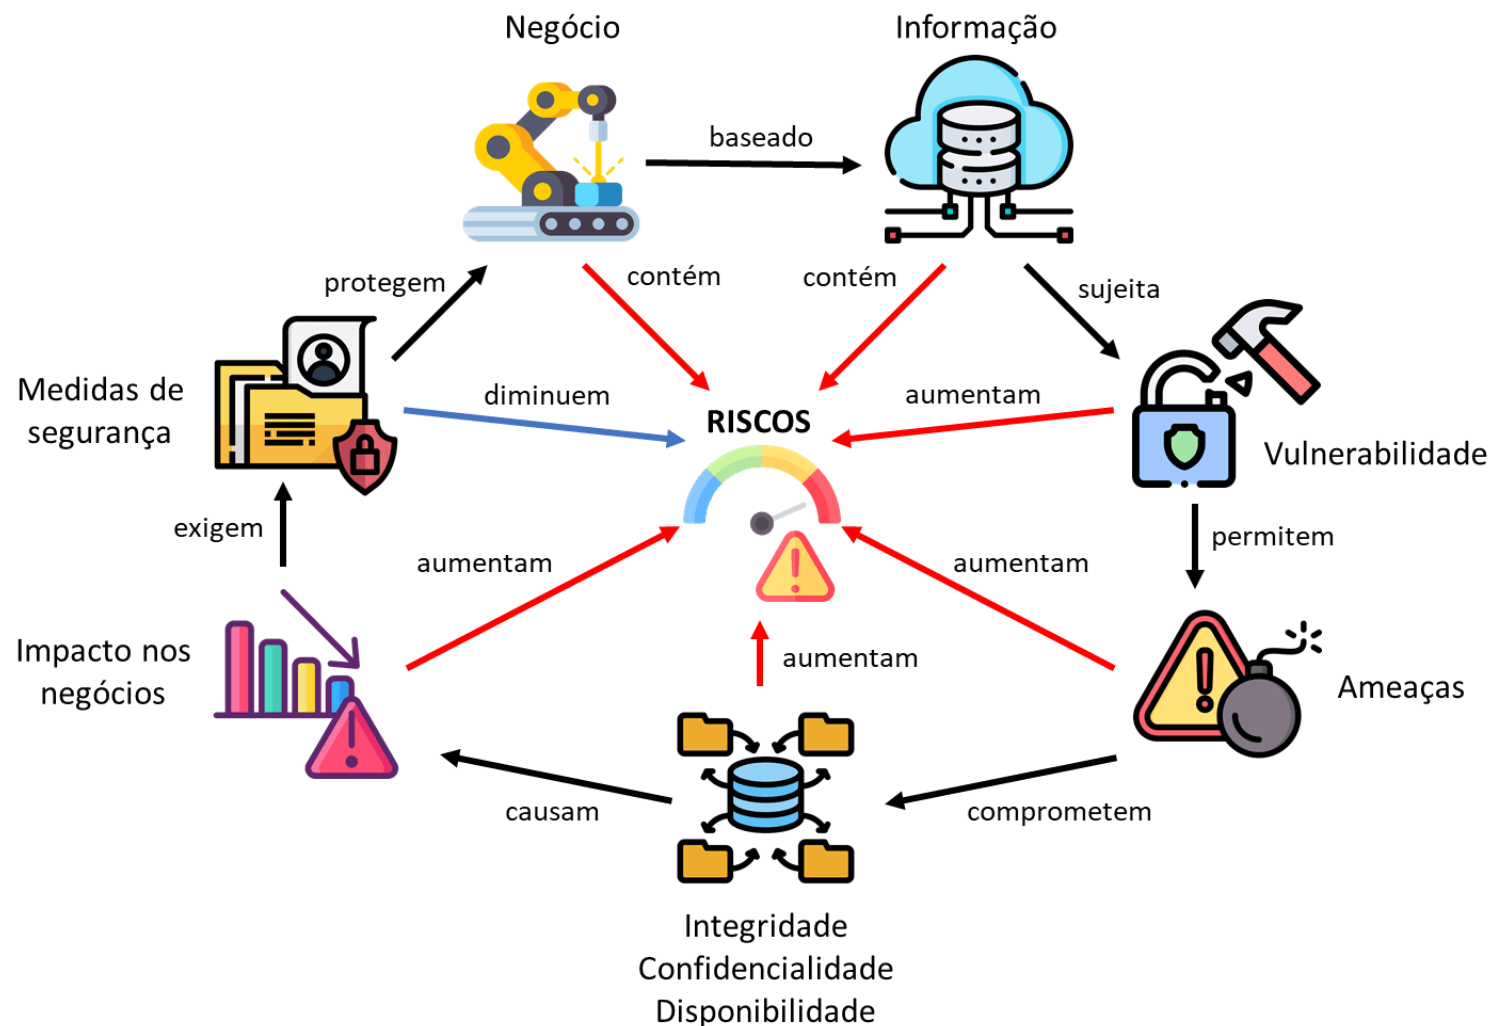 Negócio
Informação
baseado
protegem
contém
contém
sujeita
Medidas de
segurança
diminuem
RISCOS
aumentam
Vulnerabilidade
exigem
aumentam
aumentam
permitem
Impacto nos
negócios
aumentam
Ameaças
causam
comprometem
Integridade
Confidencialidade
Disponibilidade